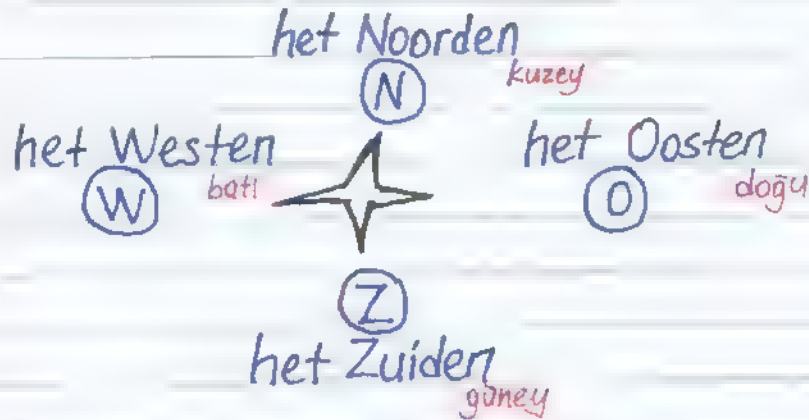 het Noorden
kuzey
N
het Westen
batı
W
het Oosten
doğu
O
Z
het Zuiden
güney